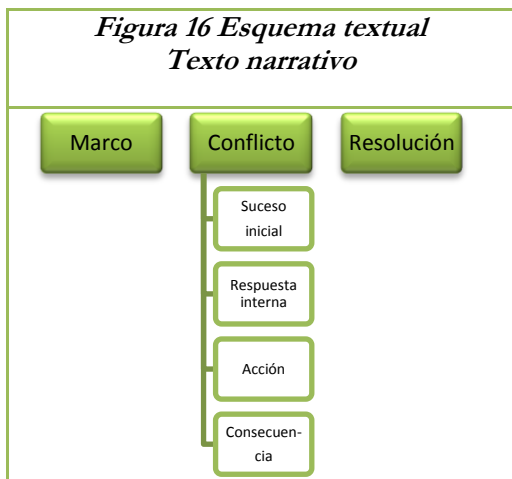 Figura 16 Esquema textual
Texto narrativo
Marco
Conflicto
Resolución
Suceso
inicial
Respuesta
interna
Acción
Consecuen-
cia